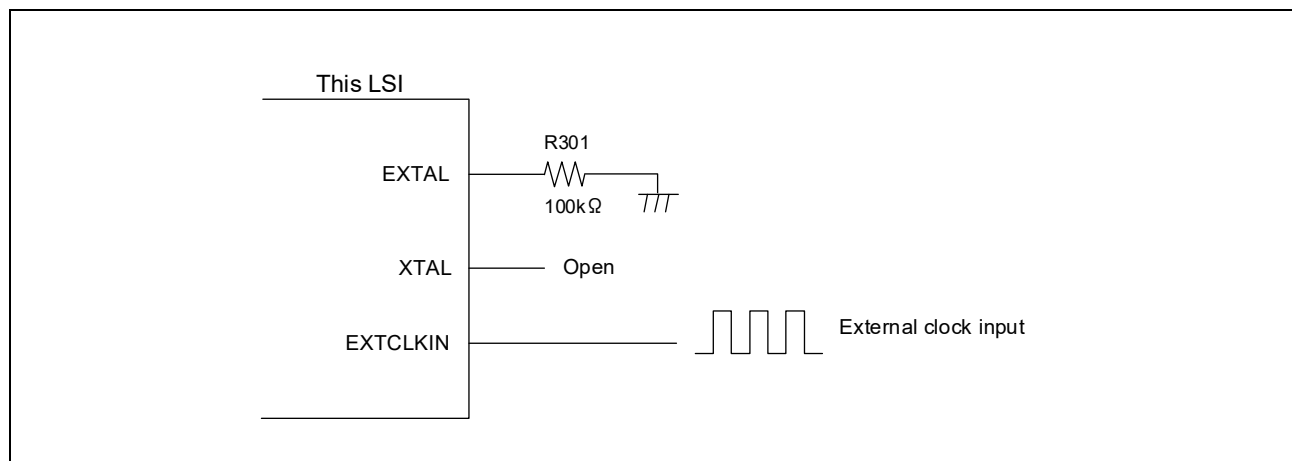 This LSI
R301
EXTAL
100kΩ
XTAL
Open
EXTCLKIN
External clock input